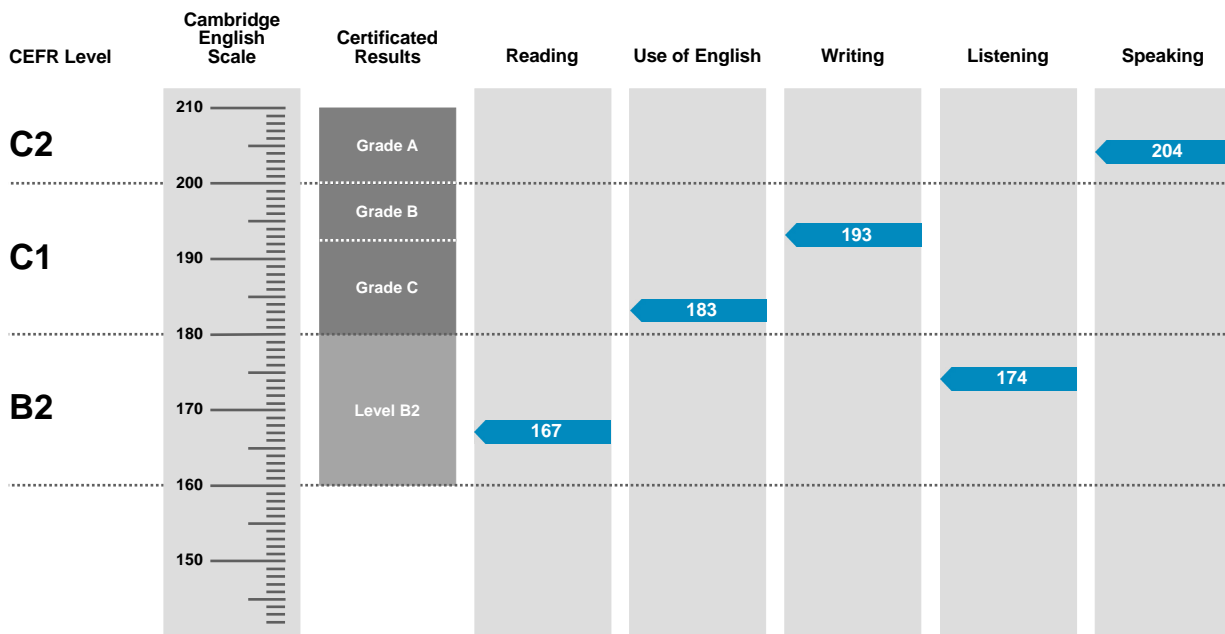 CEFR Level
Cambridge
English
Scale
Certificated
Results
Reading
Use of English
Writing
Listening
Speaking
210
C2
Grade A
204
200
Grade B
193
C1
190
Grade C
183
180
174
B2
170
Level B2
167
160
150